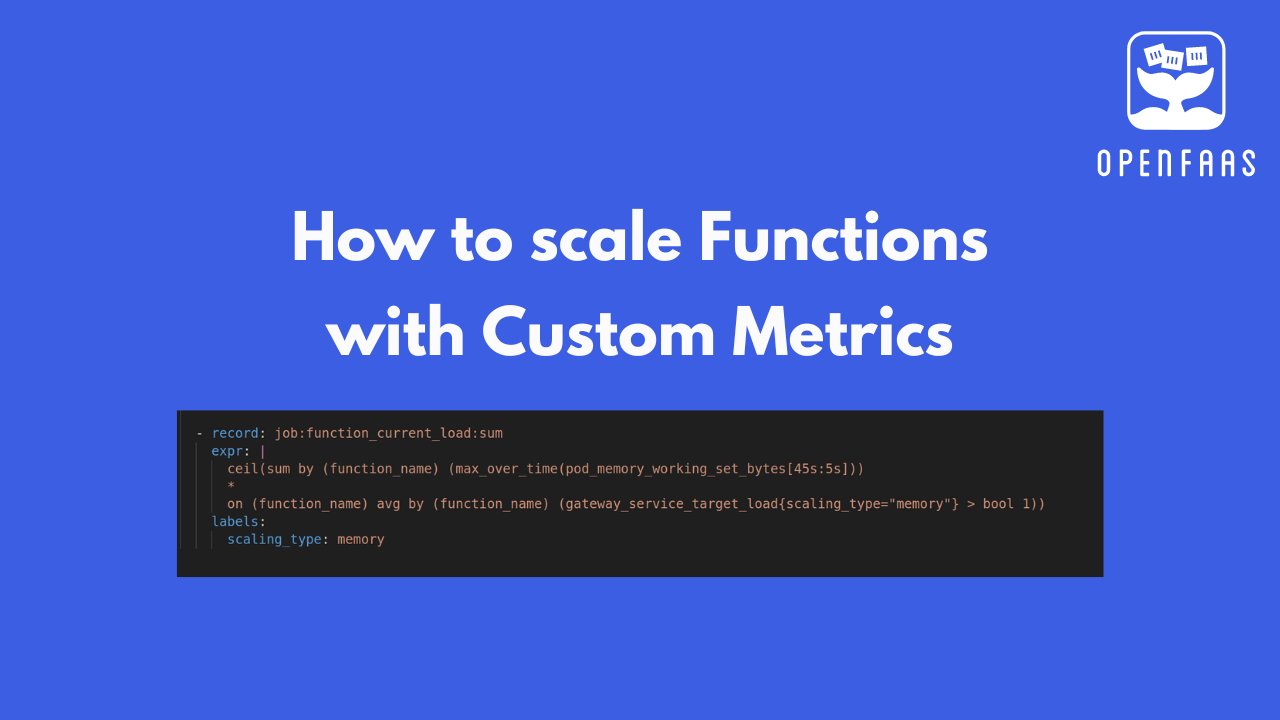 OPENFAAS
How to scale Functions
with Custom Metrics
- record: job:function_current_load:sum
expr: |
ceil(sum by (function_name) (max_over_time(pod_memory_working_set_bytes[45s:5s]))
*
on (function_name) avg by (function_name) (gateway_service_target_load{scaling_type="memory"} > bool 1))
labels:
scaling_type: memory